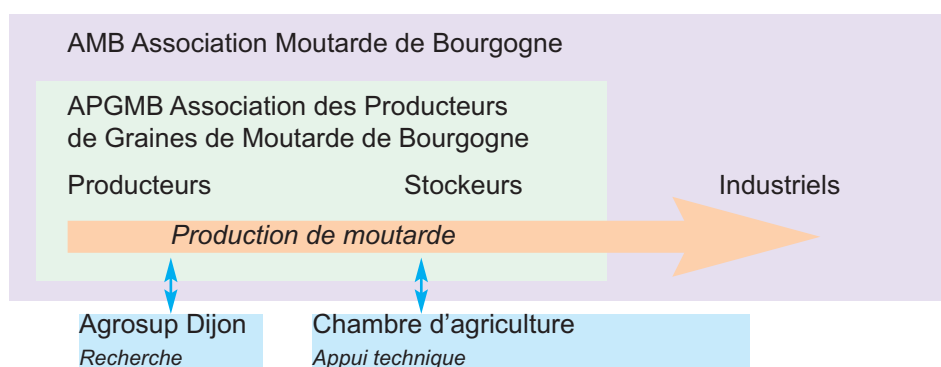 AMB Association Moutarde de Bourgogne
APGMB Association des Producteurs
de Graines de Moutarde de Bourgogne
Producteurs Stockeurs Industriels
Production de moutarde
Agrosup Dijon Chambre d'agriculture
Recherche Appui technique